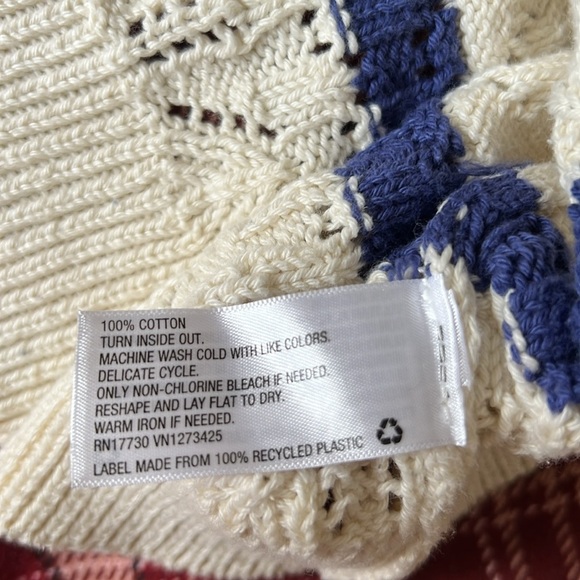 100% COTTON
TURN INSIDE OUT.
MACHINE WASH COLD WITH LIKE COLORS.
DELICATE CYCLE.
ONLY NON-CHLORINE BLEACH IF NEEDED.
RESHAPE AND LAY FLAT TO DRY.
WARM IRON IF NEEDED.
RN17730 VN1273425
LABEL MADE FROM 100% RECYCLED PLASTIC